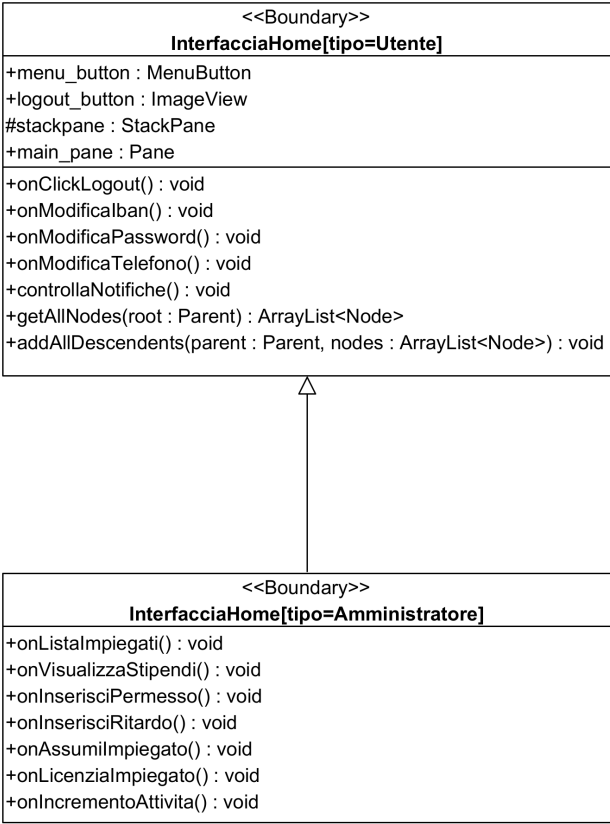 <<Boundary>>
InterfacciaHome[tipo=Utente]
+menu_button : MenuButton
+logout_button : ImageView
#stackpane : StackPane
+main_pane : Pane
+onClickLogout() : void
+onModificaIban() : void
+onModificaPassword() : void
+onModificaTelefono() : void
+controllaNotifiche() : void
+getAllNodes(root : Parent) : ArrayList<Node>
+addAllDescendents(parent : Parent, nodes : ArrayList<Node>) : void
<<Boundary>>
InterfacciaHome[tipo=Amministratore]
+onListaImpiegati() : void
+onVisualizzaStipendi() : void
+onInserisciPermesso() : void
+onInserisciRitardo() : void
+onAssumiImpiegato() : void
+onLicenziaImpiegato() : void
+onIncrementoAttivita() : void